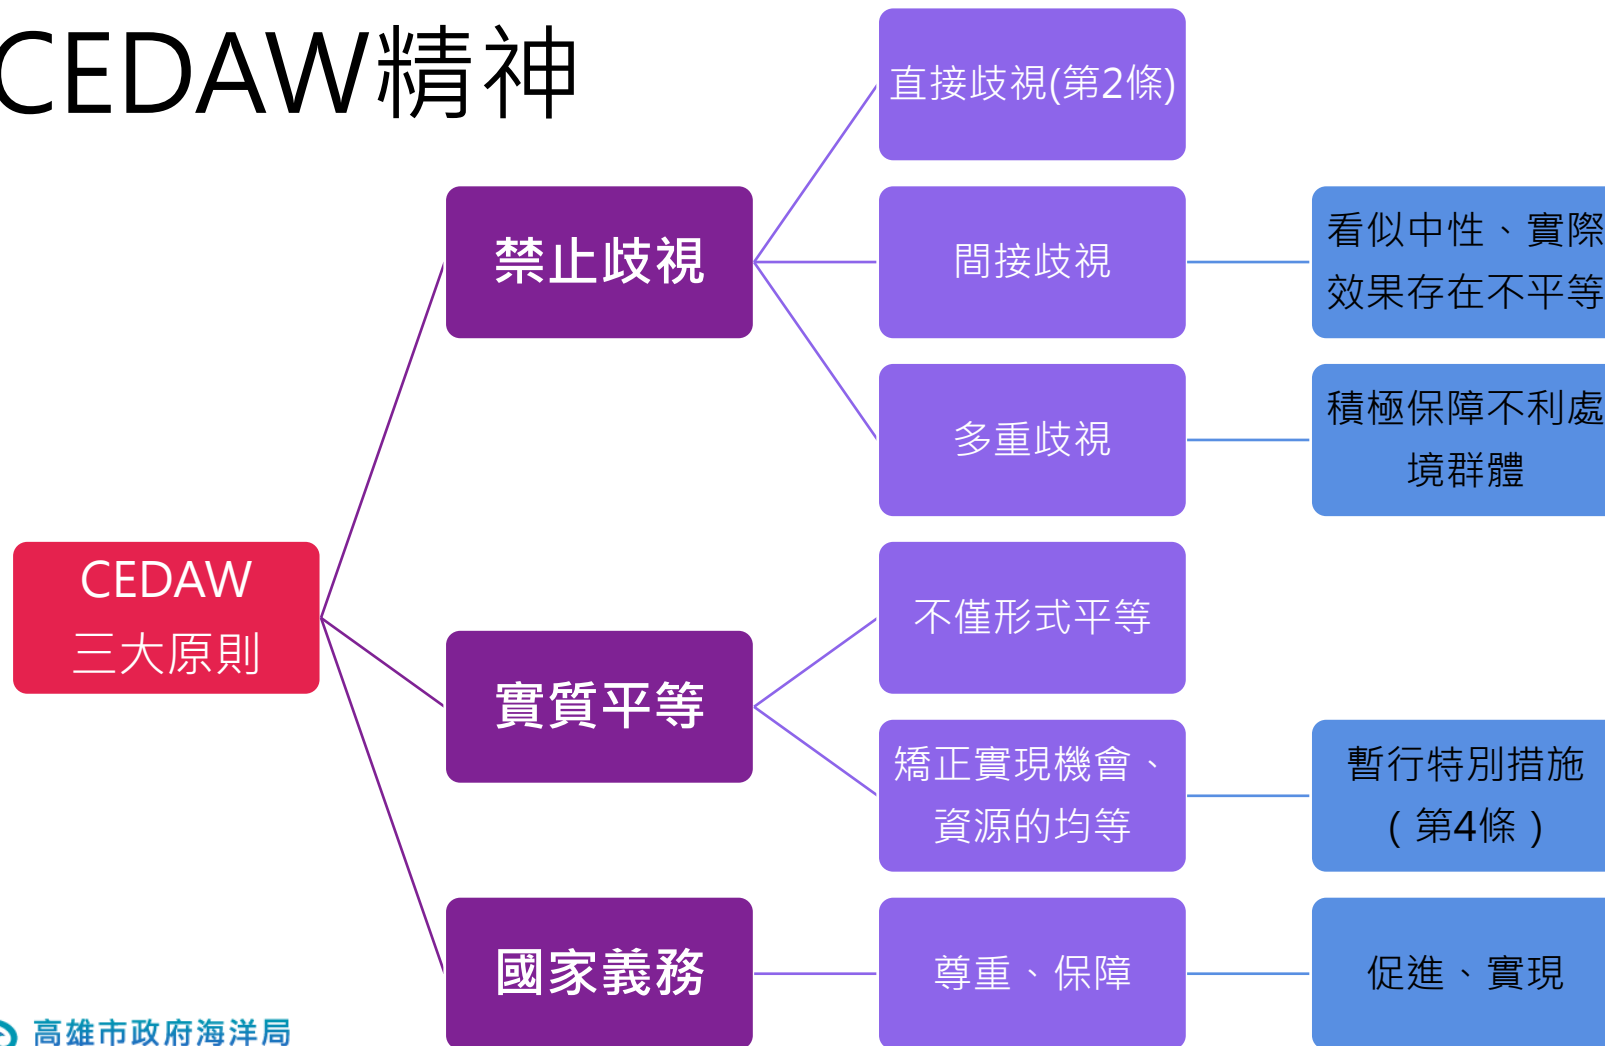 CEDAW精神
CEDAW
三大原則
禁止歧視
直接歧視(第2條)
間接歧視
看似中性、實際
效果存在不平等
多重歧視
積極保障不利處
境群體
實質平等
不僅形式平等
矯正實現機會、
資源的均等
暫行特別措施
（第4條）
國家義務
尊重、保障
促進、實現
高雄市政府海洋局